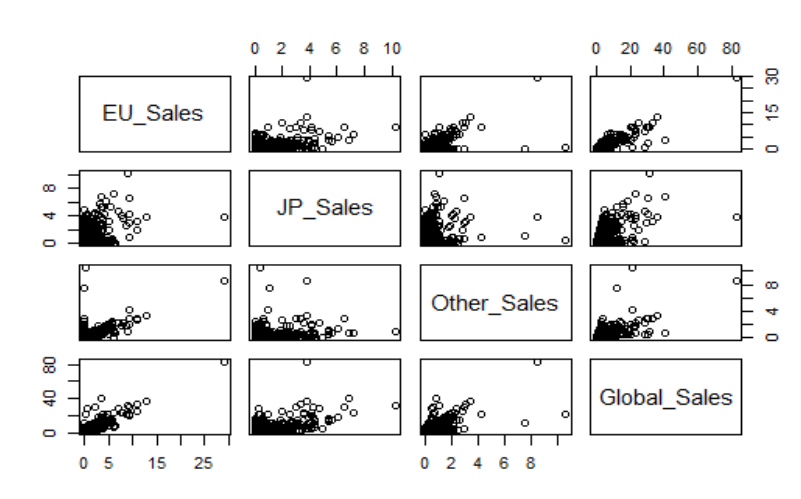 0 2 4 6 8 10 0 20 40 60 80
EU_Sales
0 15 30
JP_Sales
0 4 8
Other_Sales
0 4 8
Global_Sales
0 40 80
0 5 15 25 0 2 4 6 8